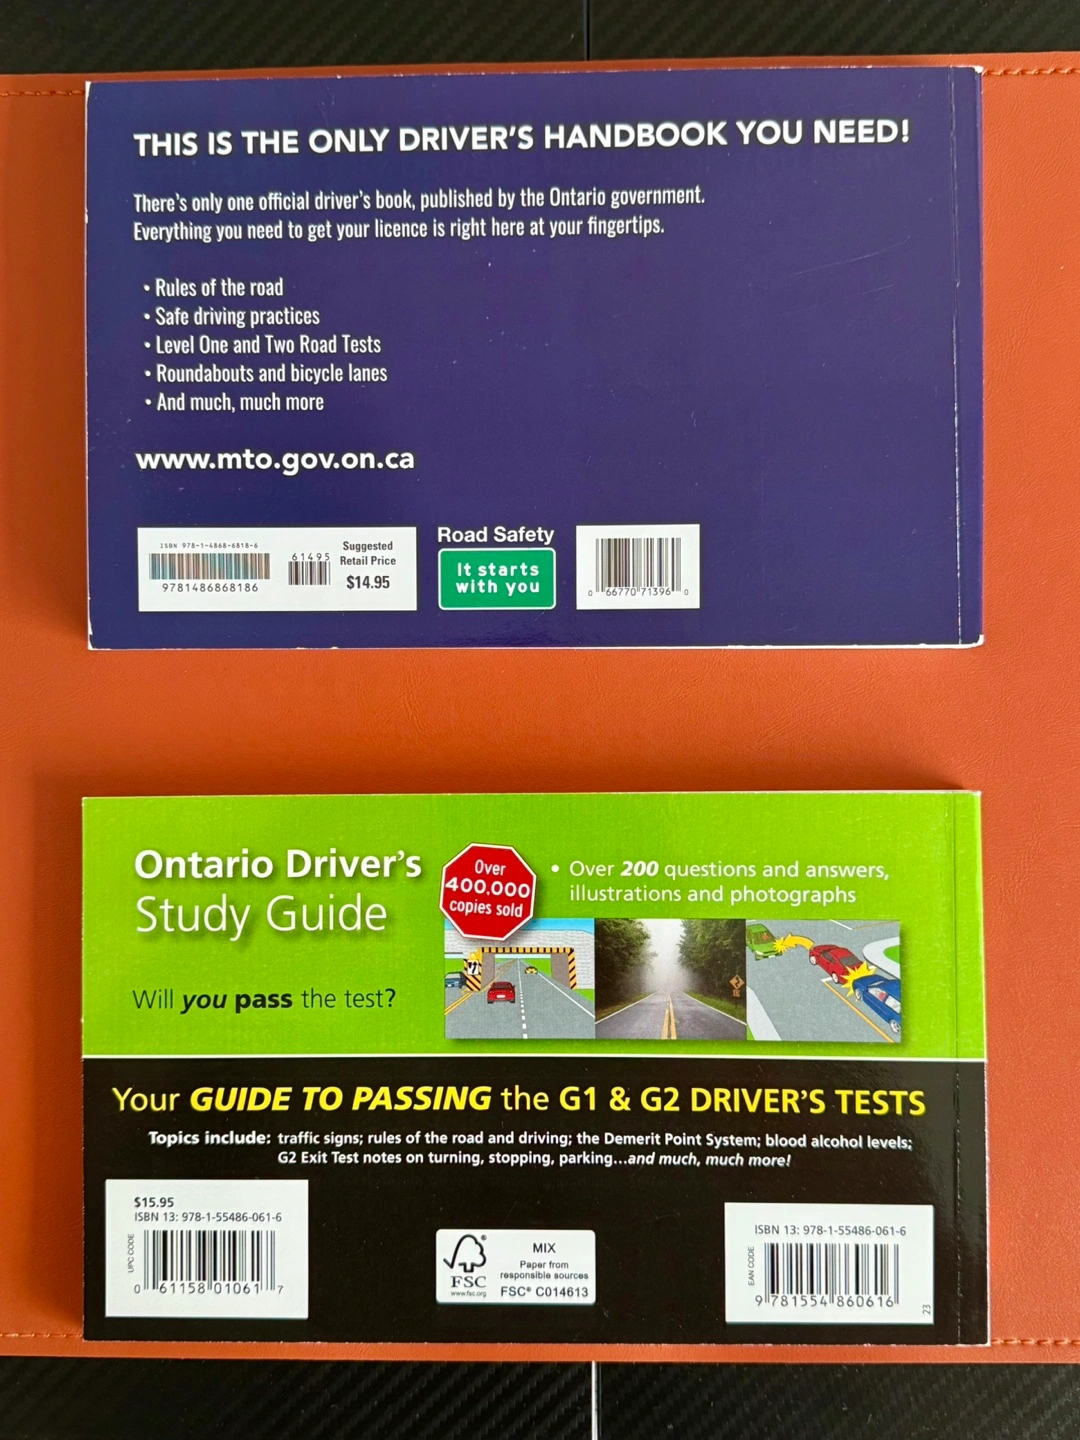 THIS IS THE ONLY DRIVER'S HANDBOOK YOU NEED!
There's only one official driver's book, published by the Ontario government.
Everything you need to get your licence is right here at your fingertips.
• Rules of the road
• Safe driving practices
• Level One and Two Road Tests
• Roundabouts and bicycle lanes
• And much, much more
www.mto.gov.on.ca
ISBN 978-1-4868-6818-6
9781486868186
61495
Suggested
Retail Price
$14.95
Road Safety
It starts
with you
0 66770 71396 0
Ontario Driver's
Study Guide
Will you pass the test?
Over
400,000
copies sold
• Over 200 questions and answers,
illustrations and photographs
Your GUIDE TO PASSING the G1 & G2 DRIVER'S TESTS
Topics include: traffic signs; rules of the road and driving; the Demerit Point System; blood alcohol levels;
G2 Exit Test notes on turning, stopping, parking...and much, much more!
$15.95
ISBN 13: 978-1-55486-061-6
UPC CODE
0 61158 01061 7
FSC
www.fsc.org
MIX
Paper from
responsible sources
FSC® C014613
ISBN 13: 978-1-55486-061-6
EAN CODE
9 781554 860616
23